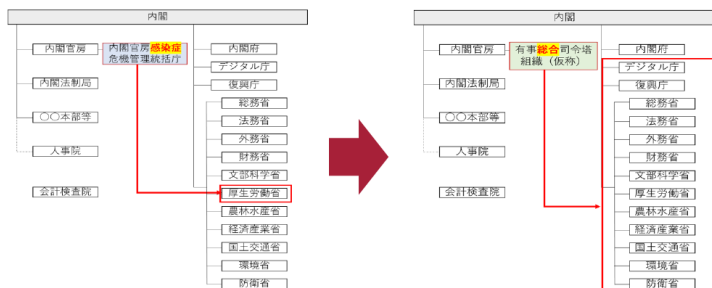 内閣
内閣官房
内閣官房感染症
危機管理統括庁
内閣府
デジタル庁
内閣法制局
復興庁
総務省
〇〇本部等
法務省
外務省
人事院
財務省
文部科学省
会計検査院
厚生労働省
農林水産省
経済産業省
国土交通省
環境省
防衛省
内閣
内閣官房
有事総合司令塔
組織（仮称）
内閣府
デジタル庁
内閣法制局
復興庁
総務省
〇〇本部等
法務省
外務省
人事院
財務省
文部科学省
会計検査院
厚生労働省
農林水産省
経済産業省
国土交通省
環境省
防衛省